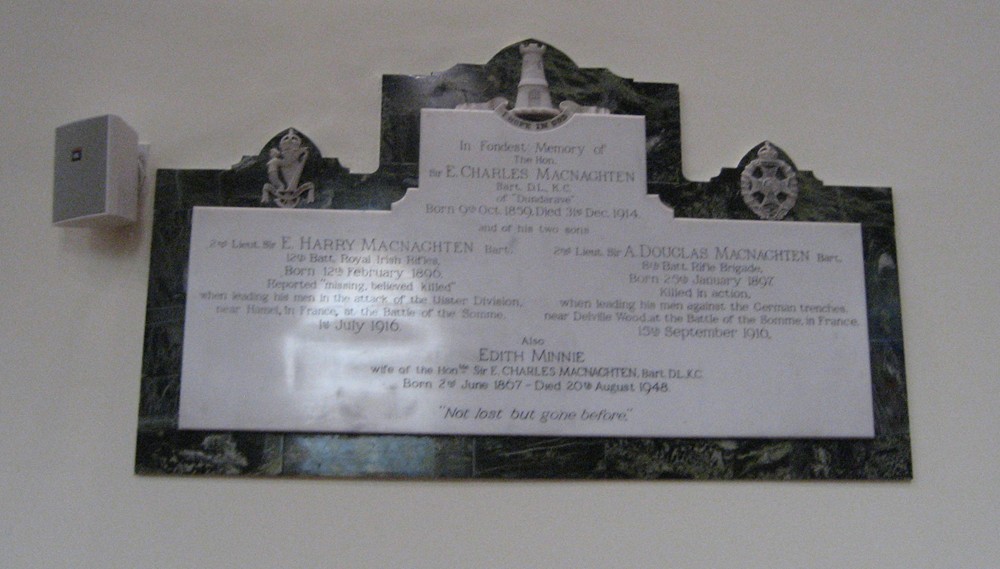 I HOPE IN GOD
In Fondest Memory of
The Hon.
Sir E. CHARLES MACNAGHTEN
Bart. D.L., K.C.
of "Dundarave"
Born 9th Oct. 1859. Died 31st Dec. 1914.
and of his two sons
2nd Lieut. Sir E. HARRY MACNAGHTEN Bart.
12th Batt. Royal Irish Rifles,
Born 12th February 1896.
Reported "missing, believed killed"
when leading his men in the attack of the Ulster Division,
near Hamel, in France, at the Battle of the Somme.
1st July 1916.
2nd Lieut. Sir A. DOUGLAS MACNAGHTEN Bart.
8th Batt. Rifle Brigade,
Born 25th January 1897.
Killed in action,
when leading his men against the German trenches.
near Delville Wood, at the Battle of the Somme, in France.
15th September 1916.
Also
EDITH MINNIE
wife of the Honble Sir E. CHARLES MACNAGHTEN, Bart. D.L. K.C.
Born 2nd June 1867 - Died 20th August 1948.
"Not lost but gone before."